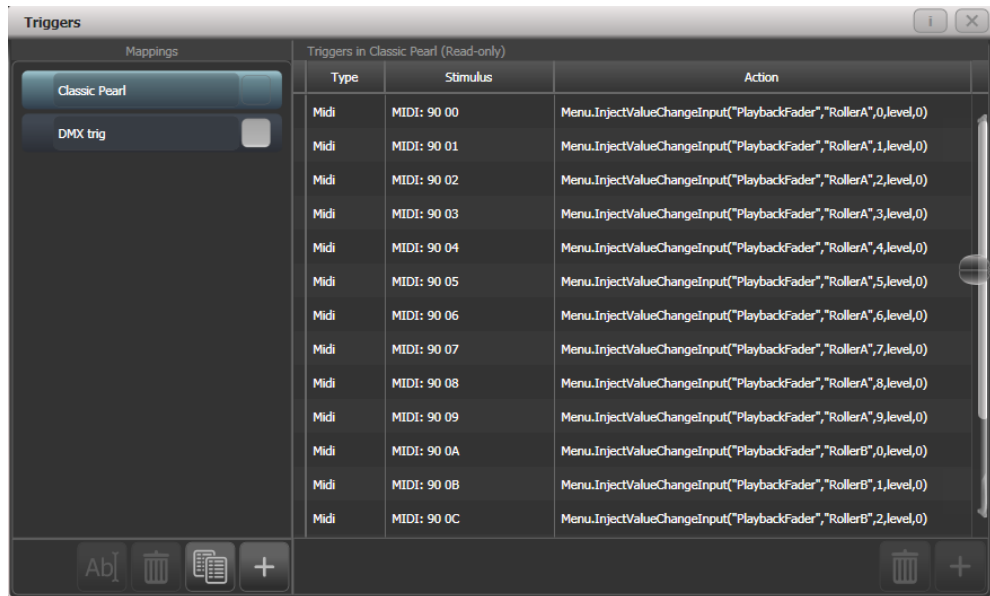 Triggers
i
Mappings
Triggers in Classic Pearl (Read-only)
Classic Pearl
DMX trig
Type Stimulus Action
Midi MIDI: 90 00 Menu.InjectValueChangeInput("PlaybackFader","RollerA",0,level,0)
Midi MIDI: 90 01 Menu.InjectValueChangeInput("PlaybackFader","RollerA",1,level,0)
Midi MIDI: 90 02 Menu.InjectValueChangeInput("PlaybackFader","RollerA",2,level,0)
Midi MIDI: 90 03 Menu.InjectValueChangeInput("PlaybackFader","RollerA",3,level,0)
Midi MIDI: 90 04 Menu.InjectValueChangeInput("PlaybackFader","RollerA",4,level,0)
Midi MIDI: 90 05 Menu.InjectValueChangeInput("PlaybackFader","RollerA",5,level,0)
Midi MIDI: 90 06 Menu.InjectValueChangeInput("PlaybackFader","RollerA",6,level,0)
Midi MIDI: 90 07 Menu.InjectValueChangeInput("PlaybackFader","RollerA",7,level,0)
Midi MIDI: 90 08 Menu.InjectValueChangeInput("PlaybackFader","RollerA",8,level,0)
Midi MIDI: 90 09 Menu.InjectValueChangeInput("PlaybackFader","RollerA",9,level,0)
Midi MIDI: 90 0A Menu.InjectValueChangeInput("PlaybackFader","RollerB",0,level,0)
Midi MIDI: 90 0B Menu.InjectValueChangeInput("PlaybackFader","RollerB",1,level,0)
Midi MIDI: 90 0C Menu.InjectValueChangeInput("PlaybackFader","RollerB",2,level,0)
Ab